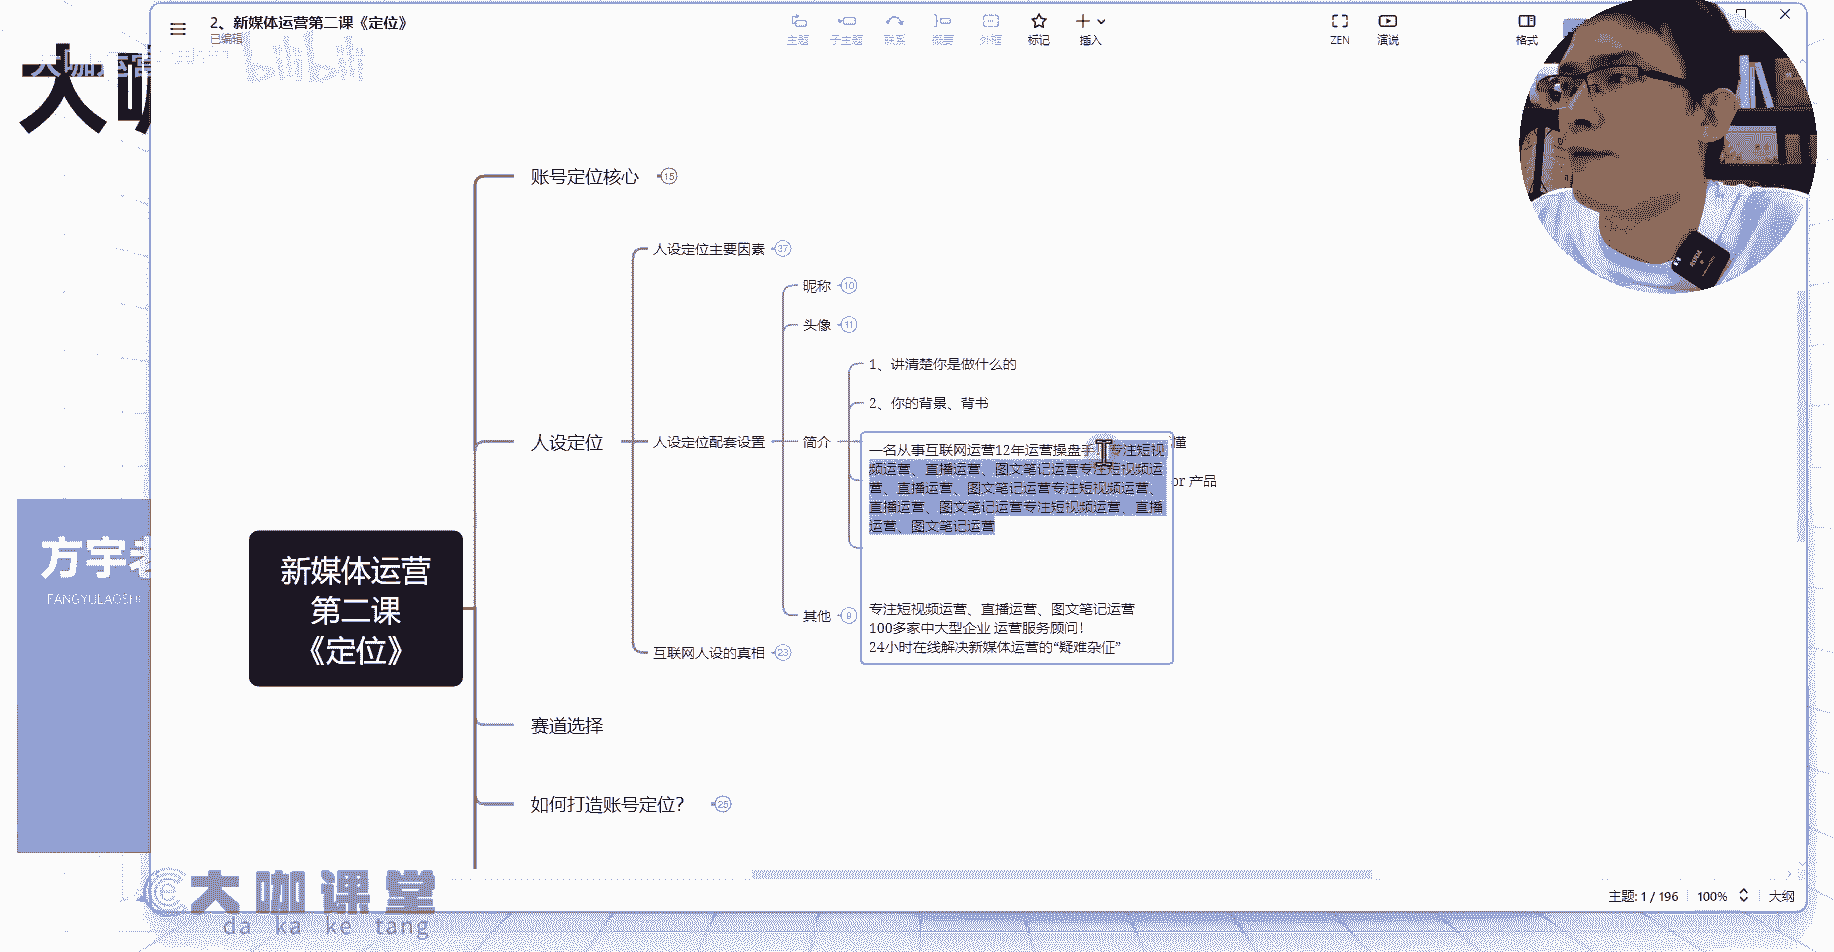 2、新媒体运营第二课《定位》
已编辑
主题
子主题
联系
概要
外框
标记
插入
ZEN
演说
格式
大咖运营
bilibili
大咖
账号定位核心 15
人设定位主要因素 37
昵称 10
头像 11
1、讲清楚你是做什么的
2、你的背景、背书
人设定位
人设定位配套设置
简介
一名从事互联网运营12年运营操盘手 专注短视
频运营、直播运营、图文笔记运营专注短视频运
营、直播运营、图文笔记运营专注短视频运营、
直播运营、图文笔记运营专注短视频运营、直播
运营、图文笔记运营
懂
or 产品
专注短视频运营、直播运营、图文笔记运营
100多家中大型企业 运营服务顾问！
24小时在线解决新媒体运营的“疑难杂症”
其他 9
互联网人设的真相 23
新媒体运营
第二课
《定位》
方宇老
FANGYULAOSHI
赛道选择
如何打造账号定位？ 25
大咖课堂
da ka ke tang
主题: 1 / 196
100%
大纲